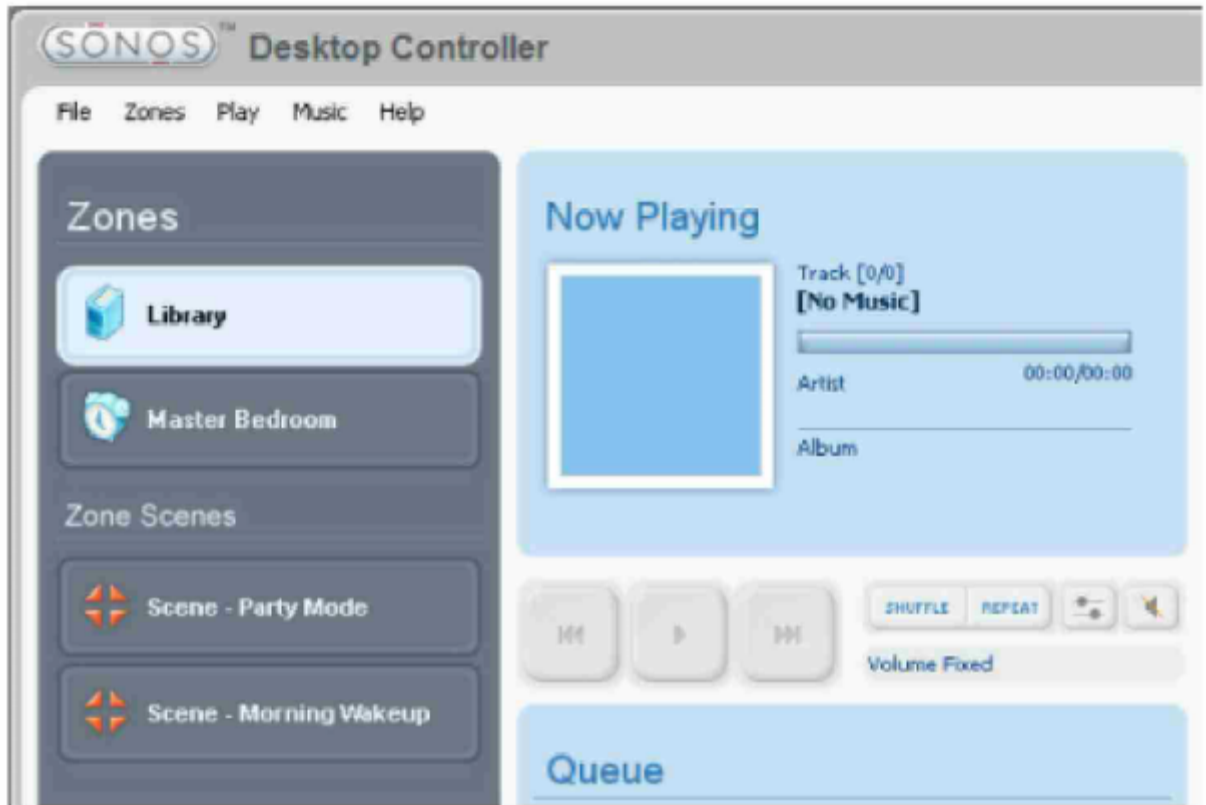 SONOS™ Desktop Controller
File Zones Play Music Help
Zones
Library
Master Bedroom
Zone Scenes
Scene - Party Mode
Scene - Morning Wakeup
Now Playing
Track [0/0]
[No Music]
00:00/00:00
Artist
Album
SHUFFLE REPEAT
Volume Fixed
Queue